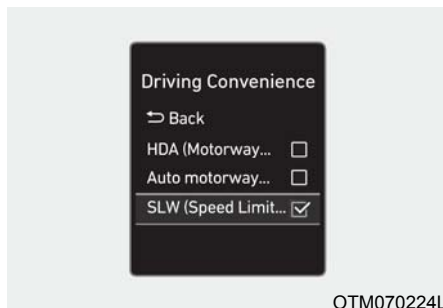 Driving Convenience
⮌ Back
HDA (Motorway...
Auto motorway...
SLW (Speed Limit...
OTM070224L